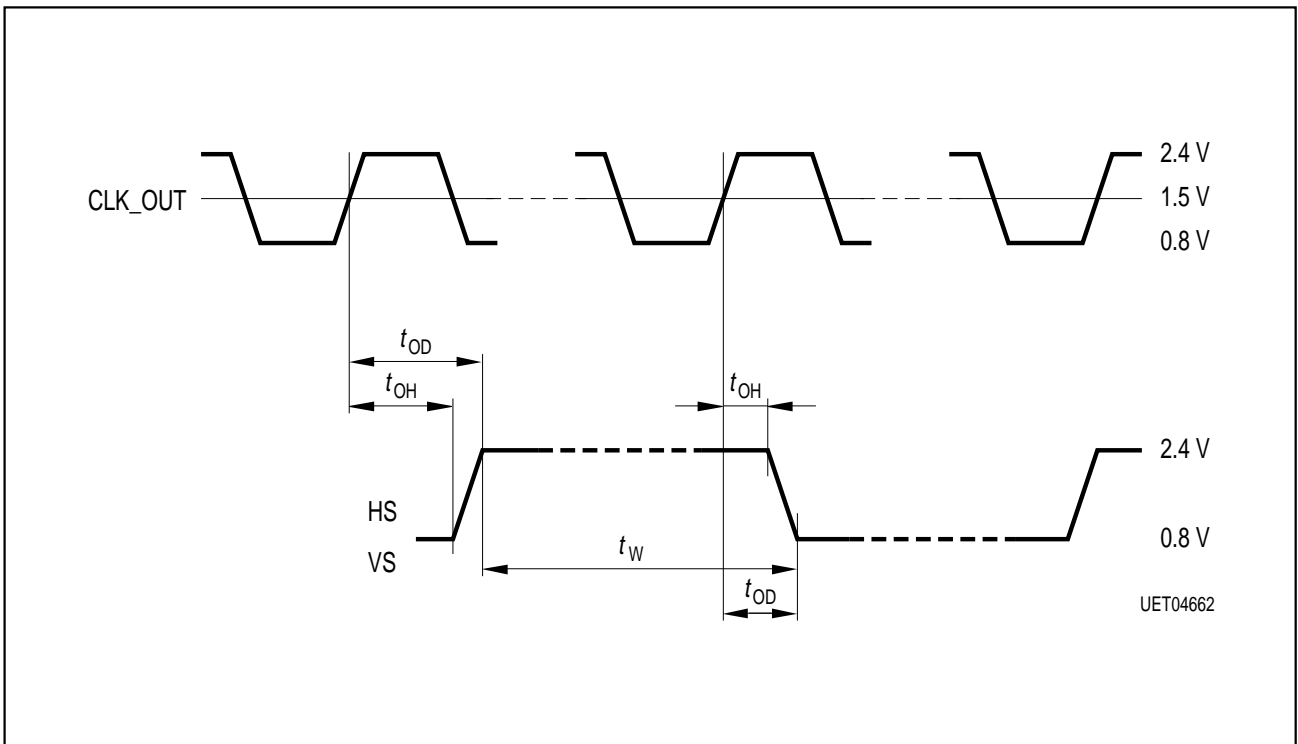 2.4 V
CLK_OUT
1.5 V
0.8 V
tOD
tOH
tOH
2.4 V
HS
VS
tW
0.8 V
tOD
UET04662